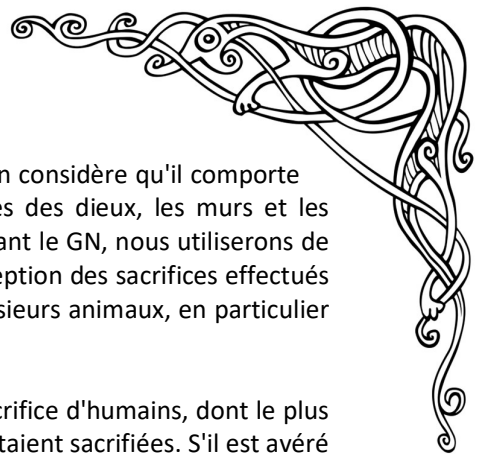 n considère qu'il comporte
es des dieux, les murs et les
ant le GN, nous utiliserons de
eption des sacrifices effectués
sieurs animaux, en particulier
crifice d'humains, dont le plus
taient sacrifiées. S'il est avéré